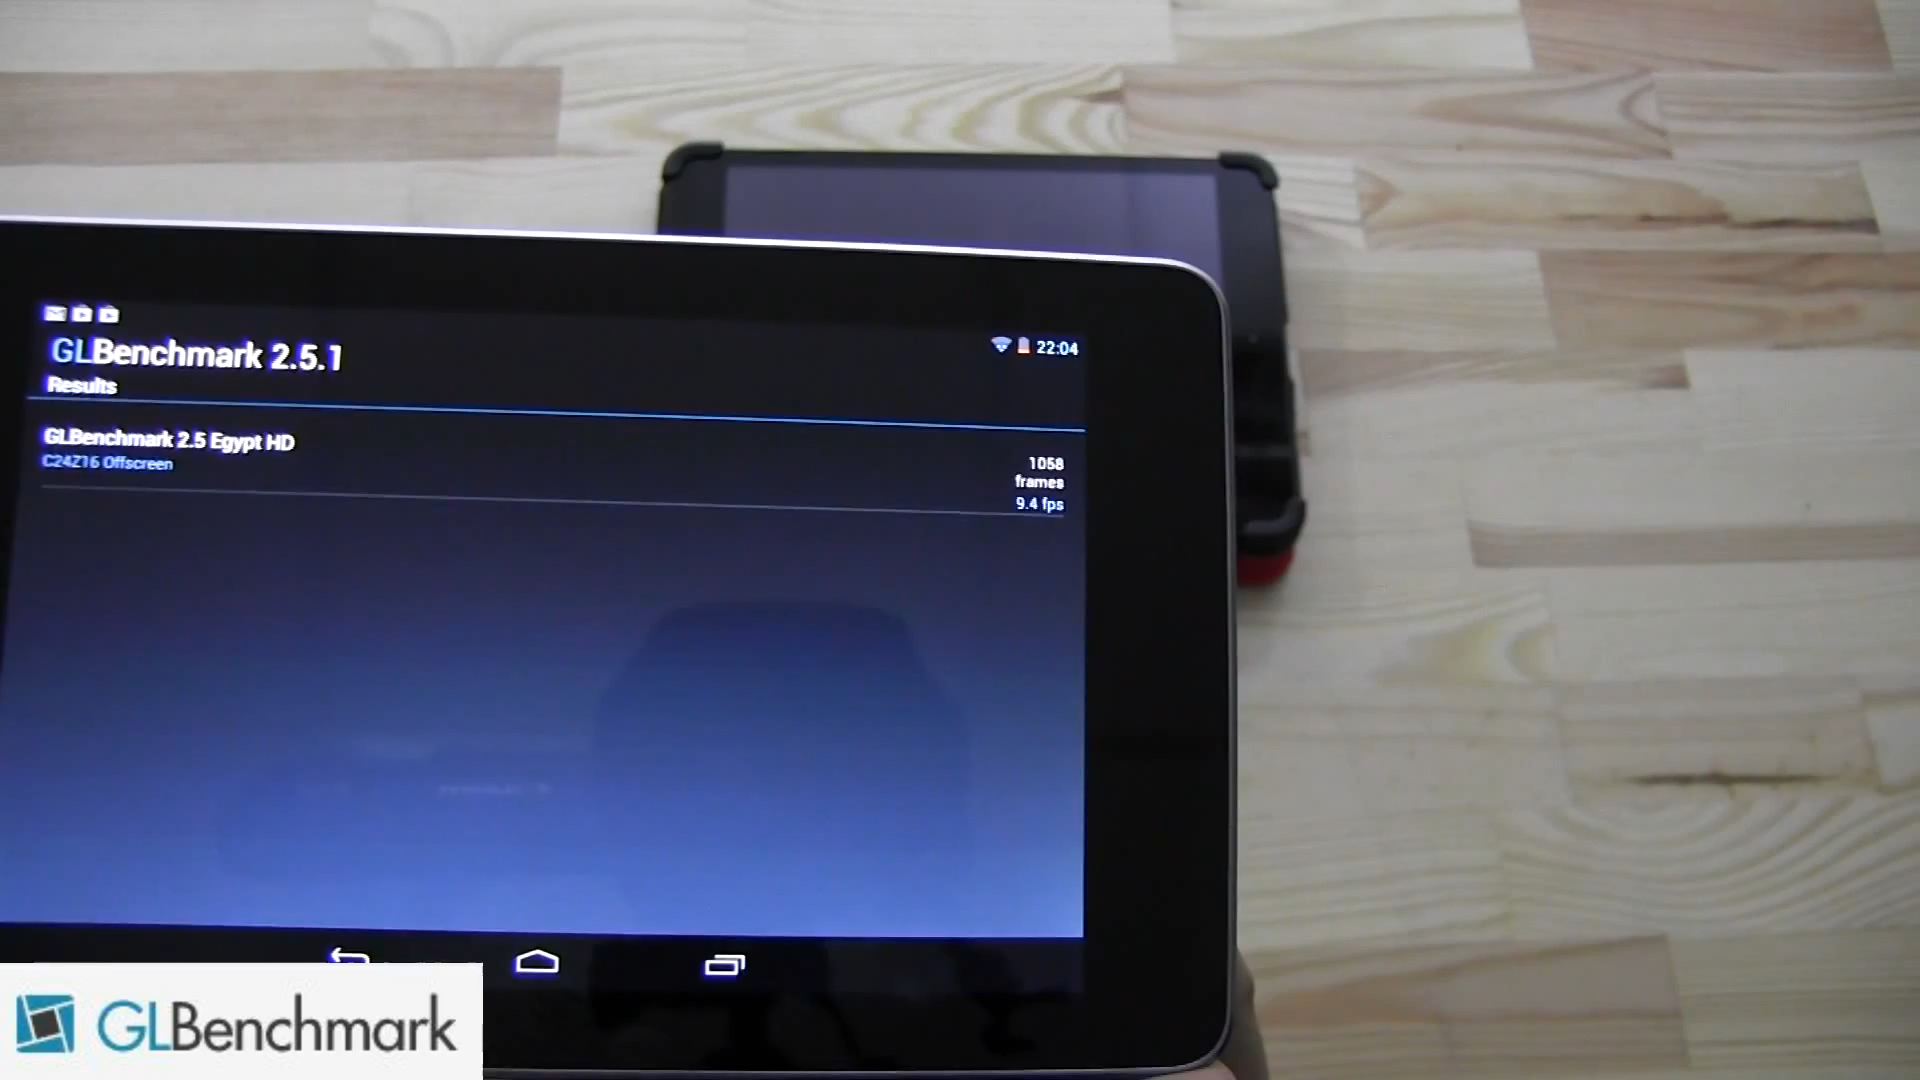 GLBenchmark 2.5.1
22:04
Results
GLBenchmark 2.5 Egypt HD
C24Z16 Offscreen
1058
frames
9.4 fps
GLBenchmark